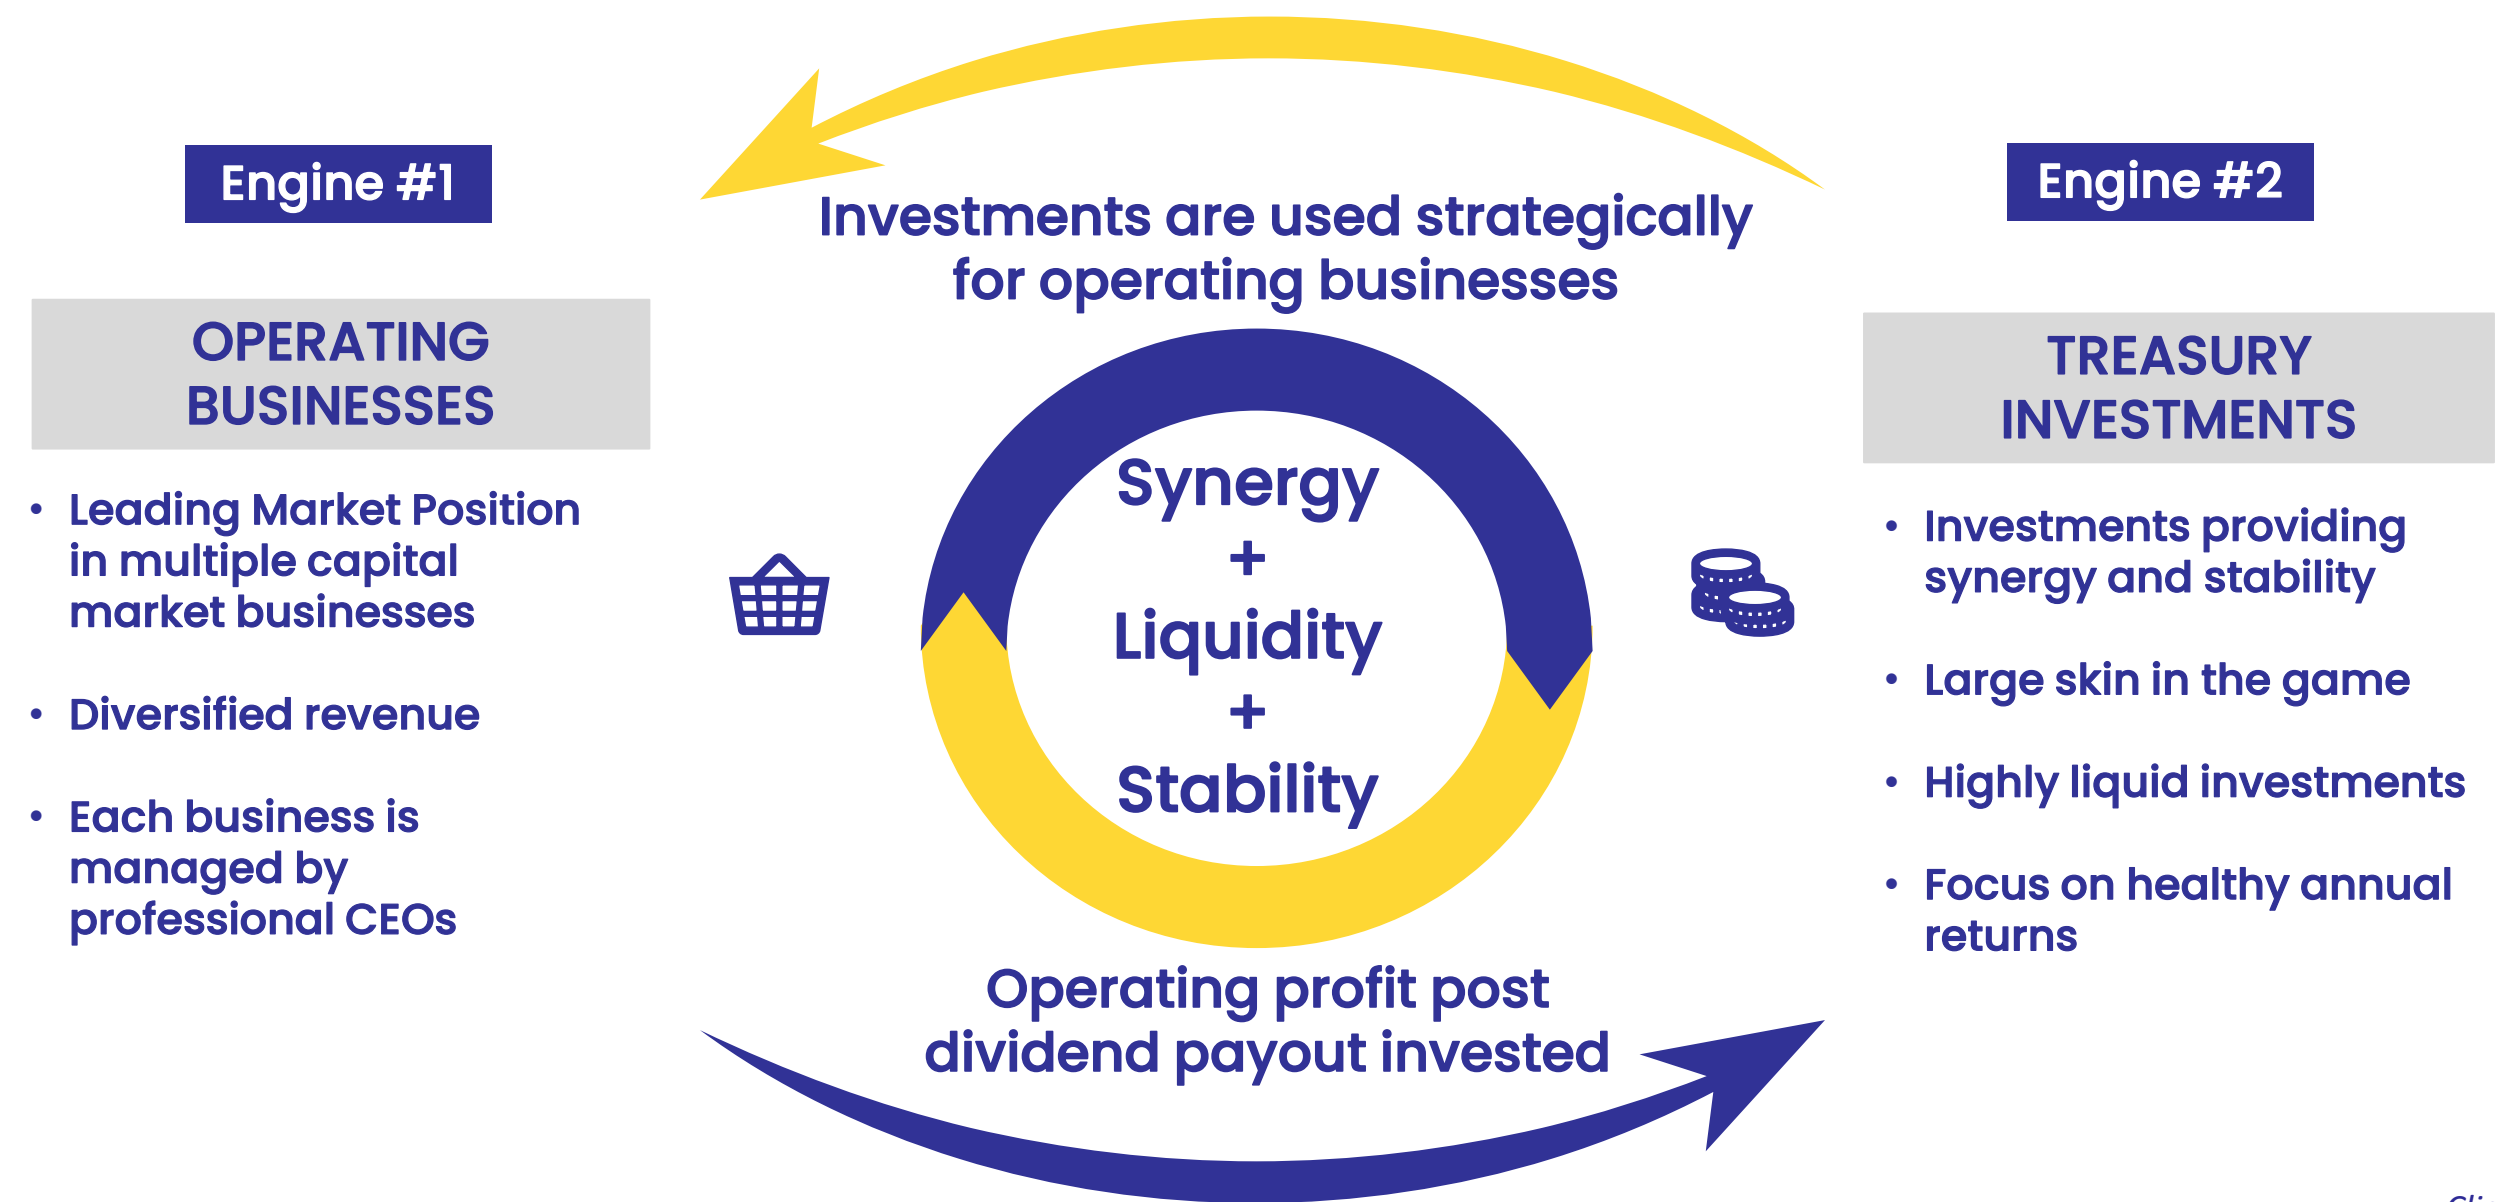 Engine #1
OPERATING
BUSINESSES
• Leading Market Position
in multiple capital
market businesses
• Diversified revenue
• Each business is
managed by
professional CEOs
Investments are used strategically
for operating businesses
Synergy
+
Liquidity
+
Stability
Operating profit post
dividend payout invested
Engine #2
TREASURY
INVESTMENTS
• Investments providing
synergy and stability
• Large skin in the game
• Highly liquid investments
• Focus on healthy annual
returns